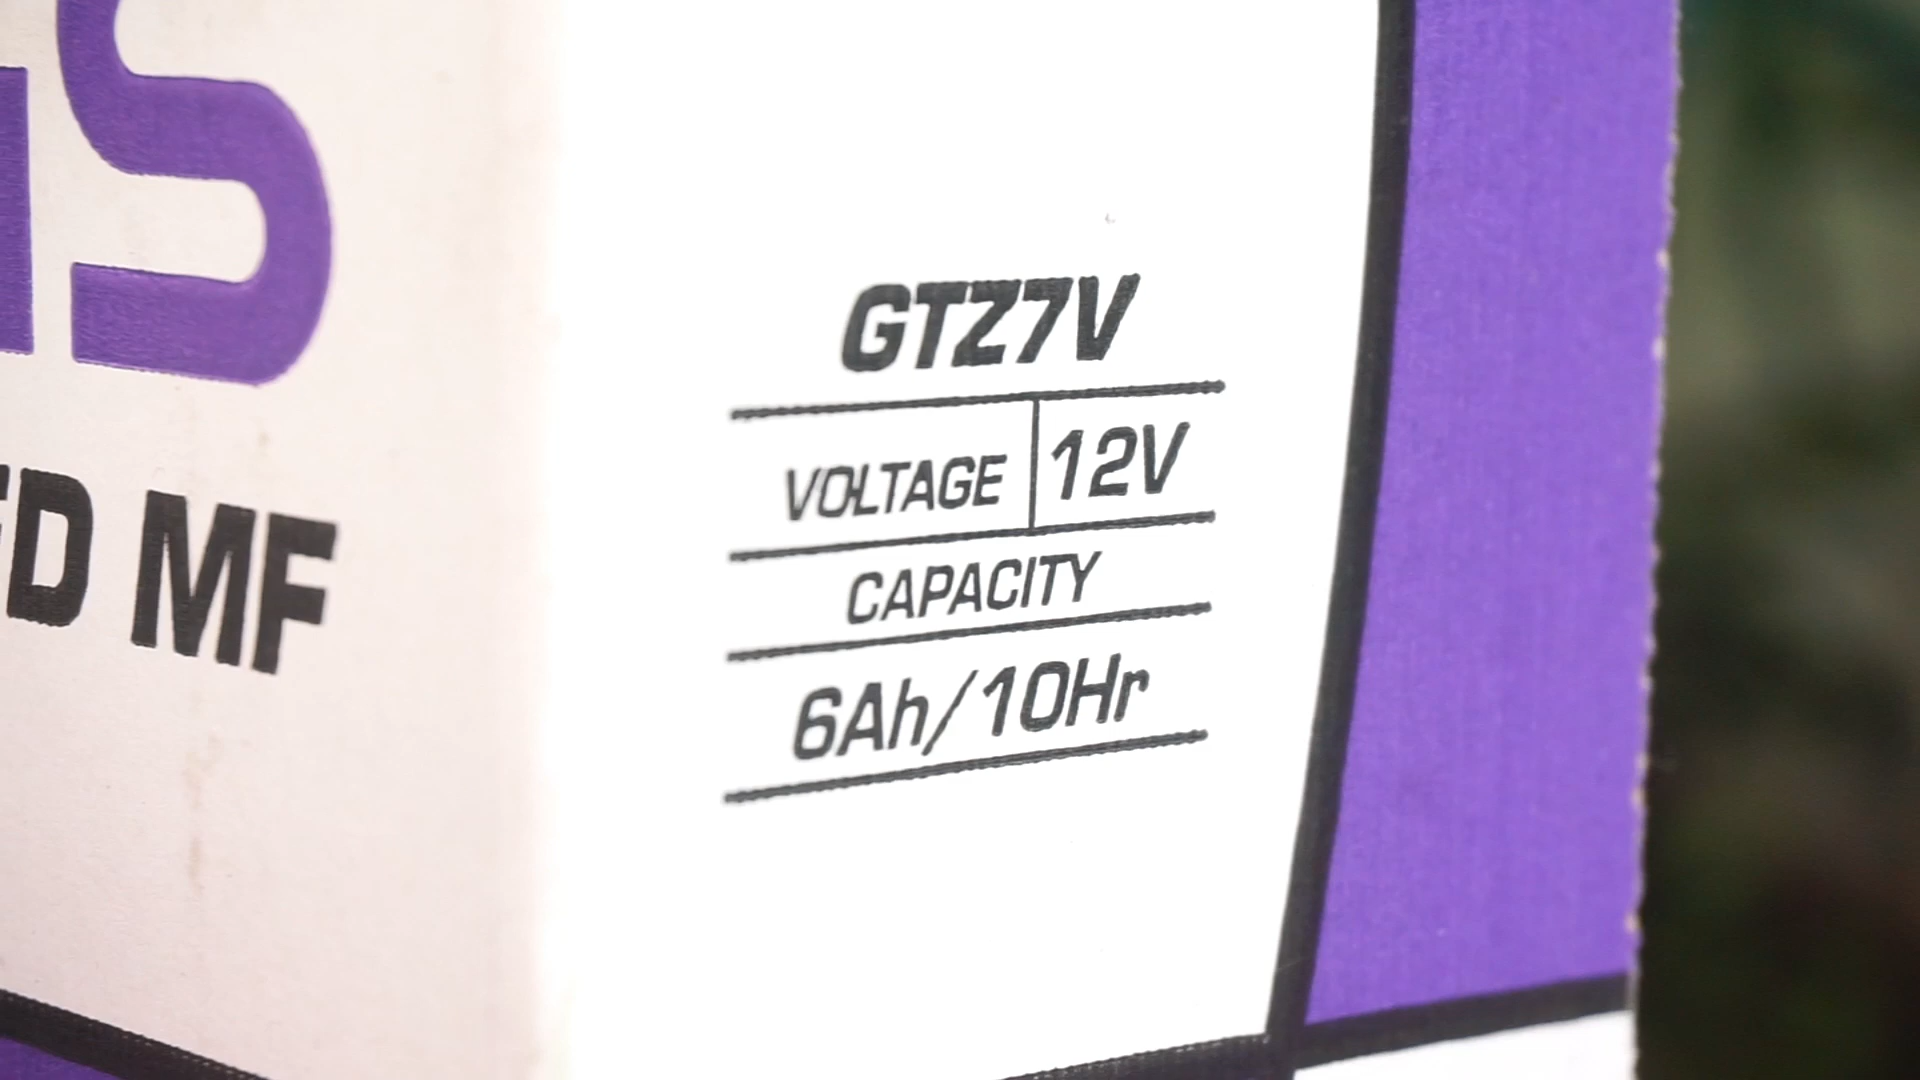 S
D MF
GTZ7V
VOLTAGE 12V
CAPACITY
6Ah/10Hr